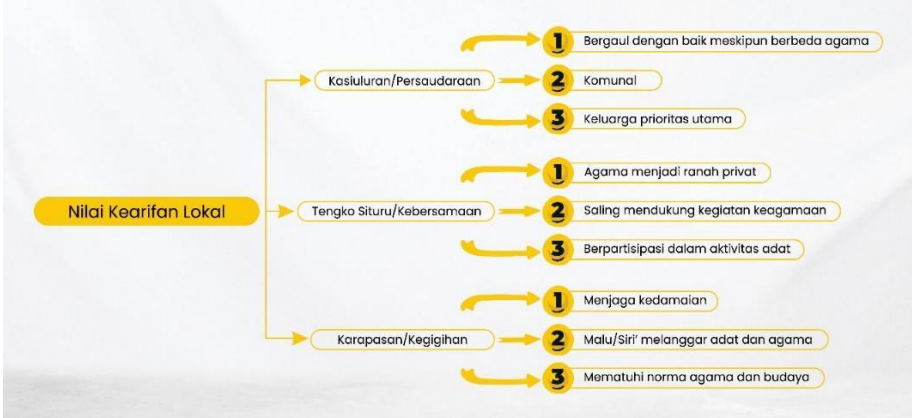 Nilai Kearifan Lokal
Kasiuluran/Persaudaraan
1 Bergaul dengan baik meskipun berbeda agama
2 Komunal
3 Keluarga prioritas utama
Tengko Situru/Kebersamaan
1 Agama menjadi ranah privat
2 Saling mendukung kegiatan keagamaan
3 Berpartisipasi dalam aktivitas adat
Karapasan/Kegigihan
1 Menjaga kedamaian
2 Malu/Siri' melanggar adat dan agama
3 Mematuhi norma agama dan budaya